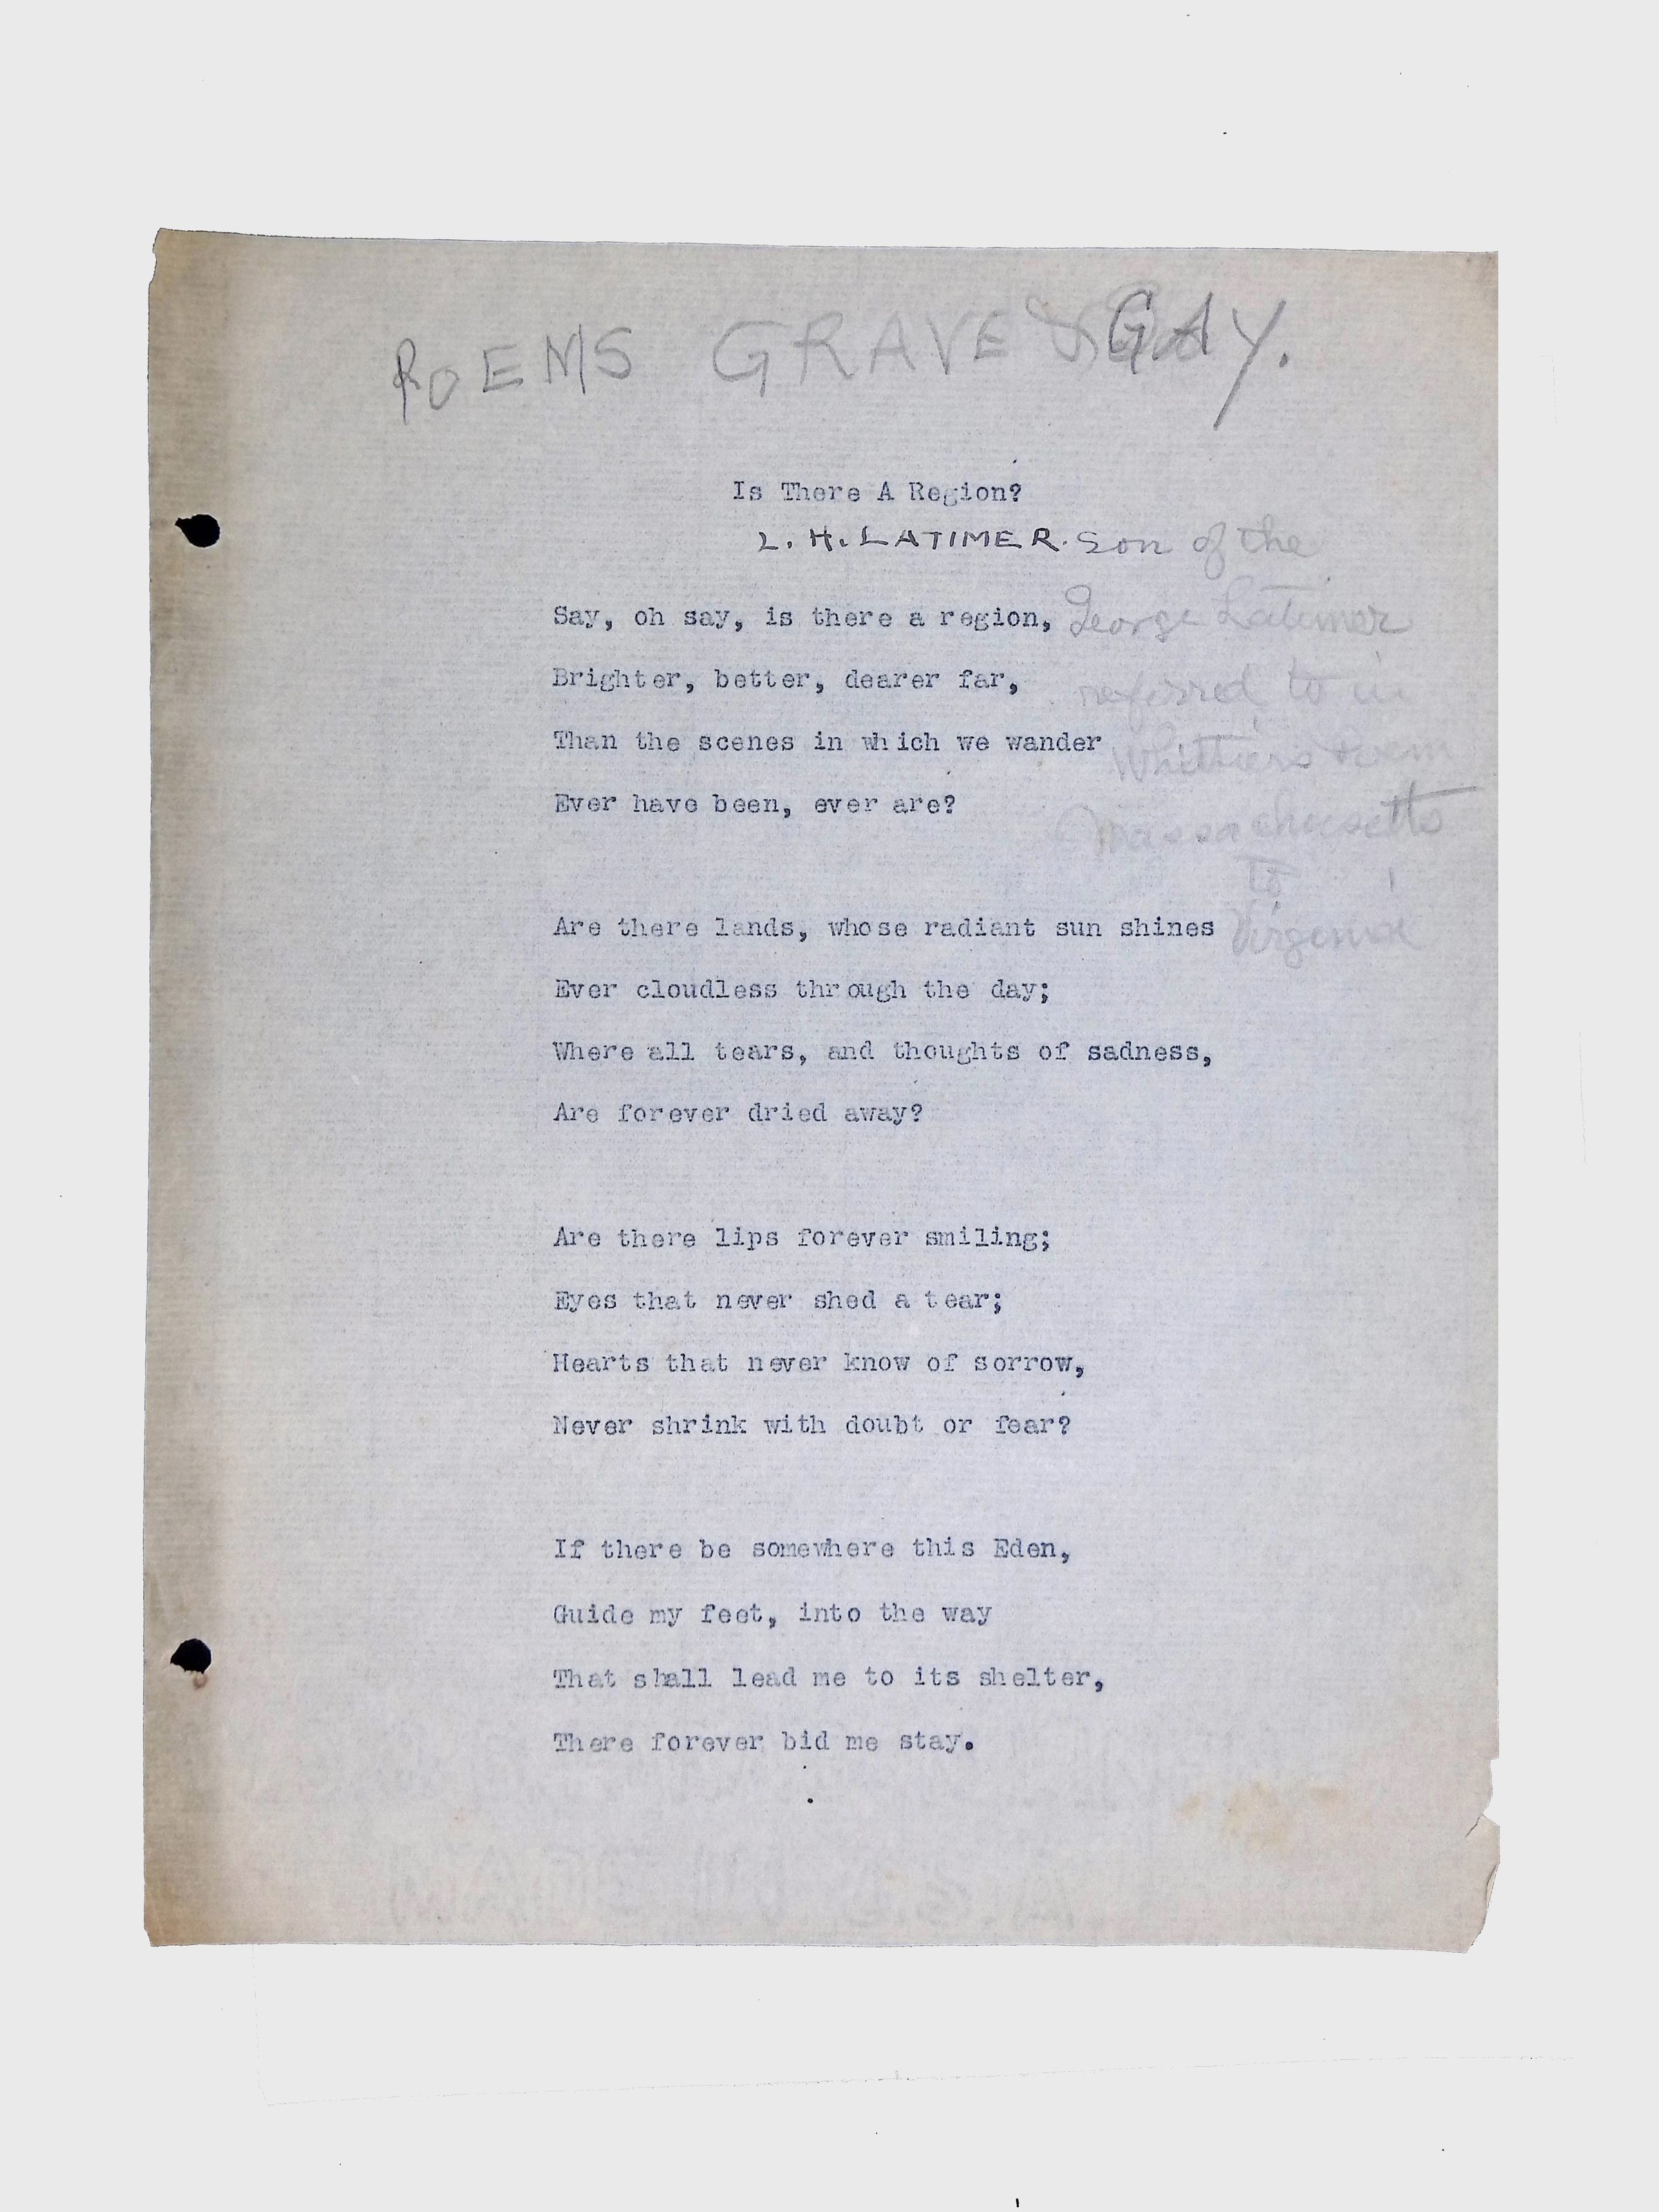 POEMS GRAVE & GAY.
Is There A Region?
L. H. LATIMER. Son of the
Say, oh say, is there a region, George Latimer
Brighter, better, dearer far, referred to in
Than the scenes in which we wander Whittiers Poem
Ever have been, ever are?
Massachusetts
to
Are there lands, whose radiant sun shines Virginia
Ever cloudless through the day;
Where all tears, and thoughts of sadness,
Are forever dried away?
Are there lips forever smiling;
Eyes that never shed a tear;
Hearts that never know of sorrow,
Never shrink with doubt or fear?
If there be somewhere this Eden,
Guide my feet, into the way
That shall lead me to its shelter,
There forever bid me stay.